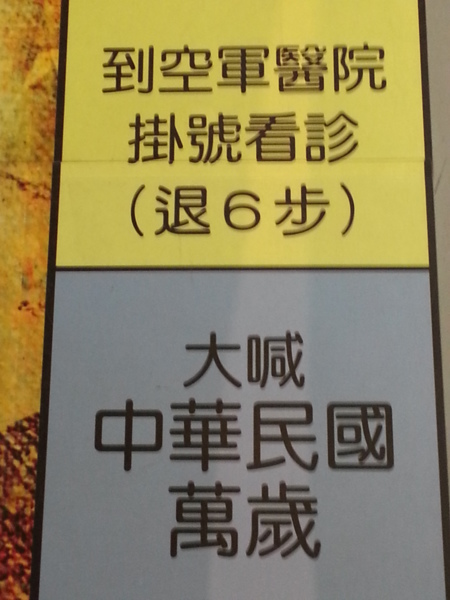 到空軍醫院
掛號看診
（退6步）
大喊
中華民國
萬歲